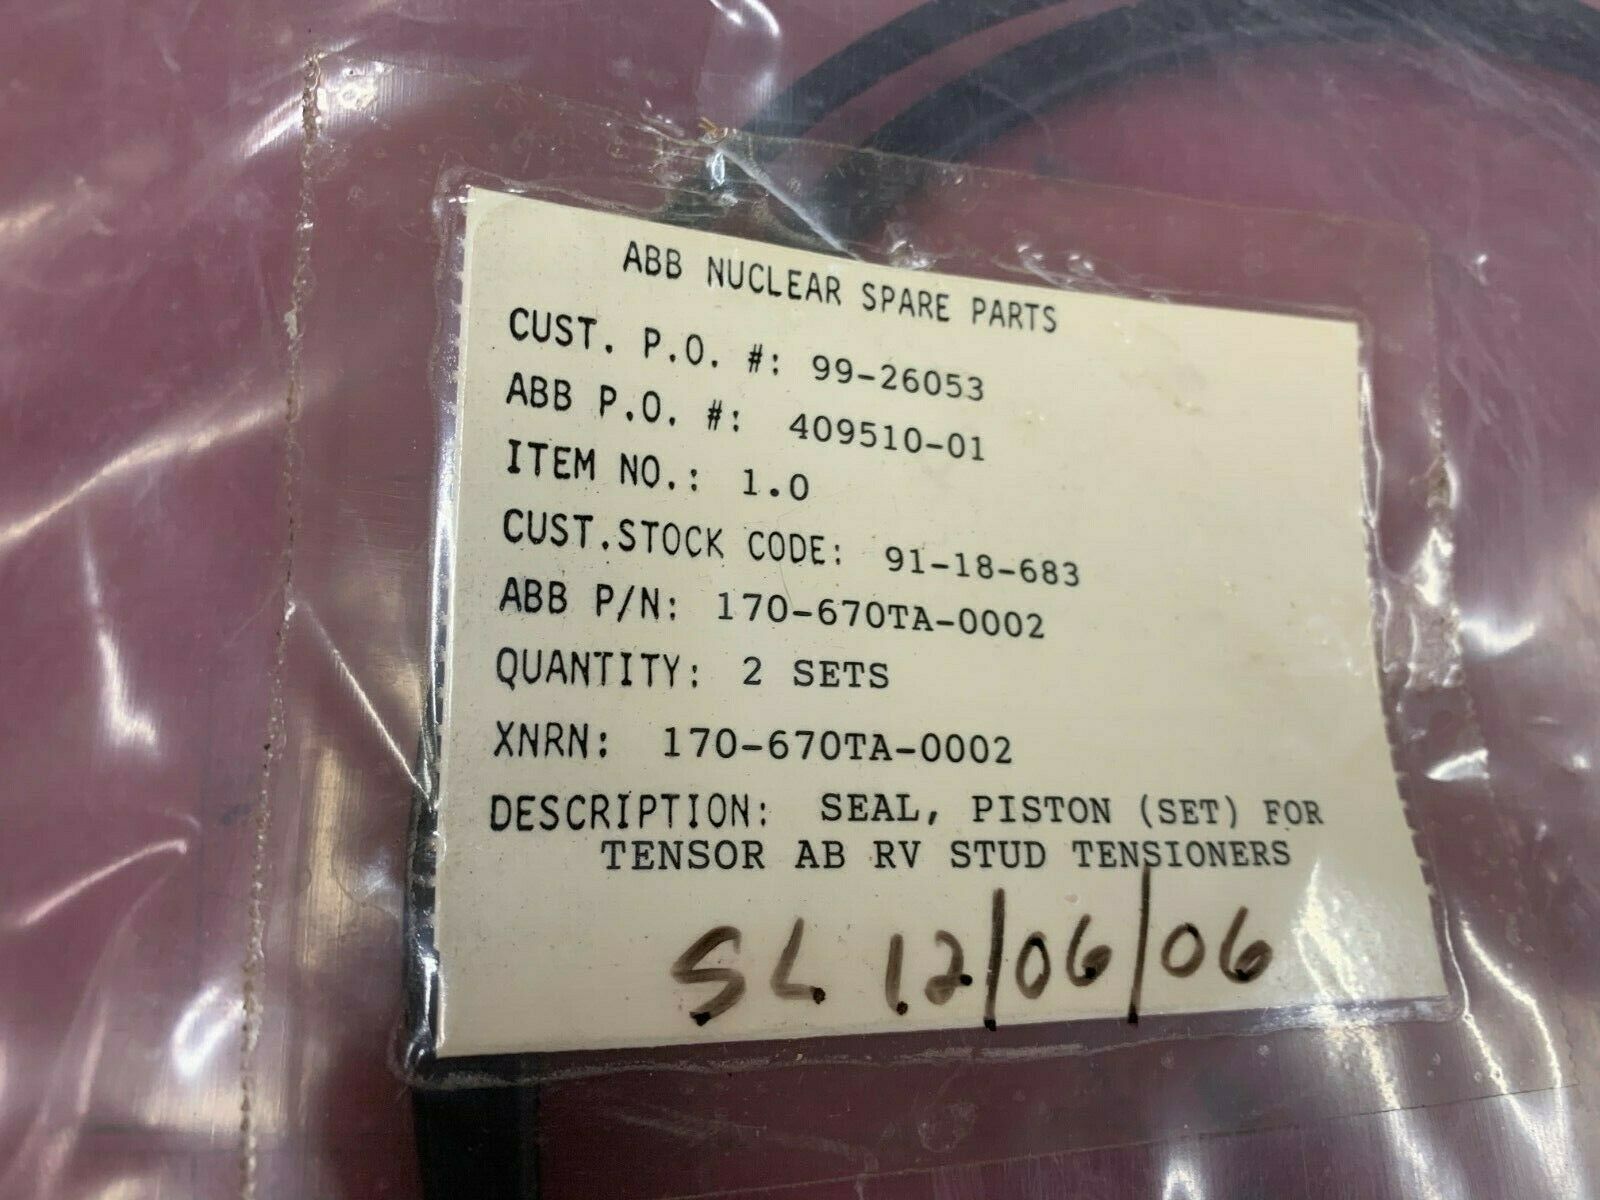 ABB NUCLEAR SPARE PARTS
CUST. P.O. #: 99-26053
ABB P.O. #: 409510-01
ITEM NO.: 1.0
CUST.STOCK CODE: 91-18-683
ABB P/N: 170-670TA-0002
QUANTITY: 2 SETS
XNRN: 170-670TA-0002
DESCRIPTION: SEAL, PISTON (SET) FOR
TENSOR AB RV STUD TENSIONERS
SL 12/06/06